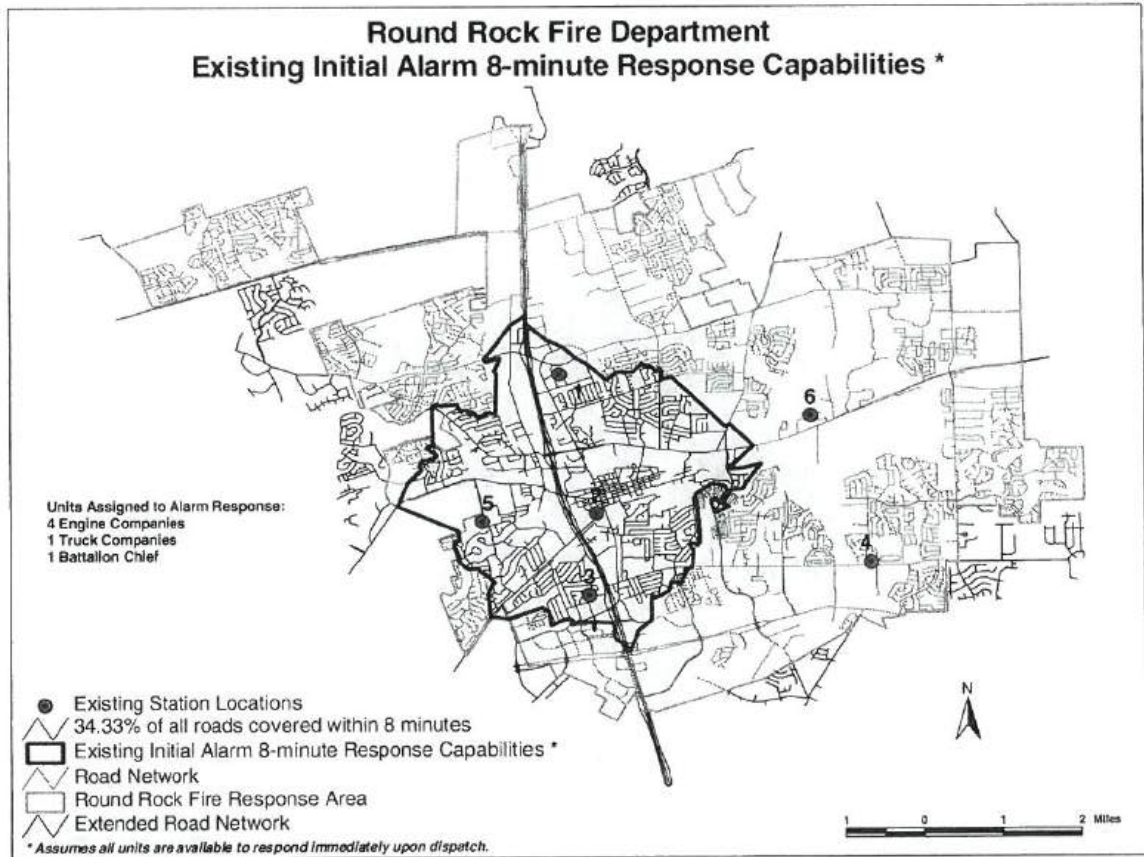 Round Rock Fire Department
Existing Initial Alarm 8-minute Response Capabilities *
6
5
4
3
Units Assigned to Alarm Response:
4 Engine Companies
1 Truck Companies
1 Battalion Chief
Existing Station Locations
34.33% of all roads covered within 8 minutes
Existing Initial Alarm 8-minute Response Capabilities *
Road Network
Round Rock Fire Response Area
Extended Road Network
* Assumes all units are available to respond immediately upon dispatch.
N
1 0 1 2 Miles